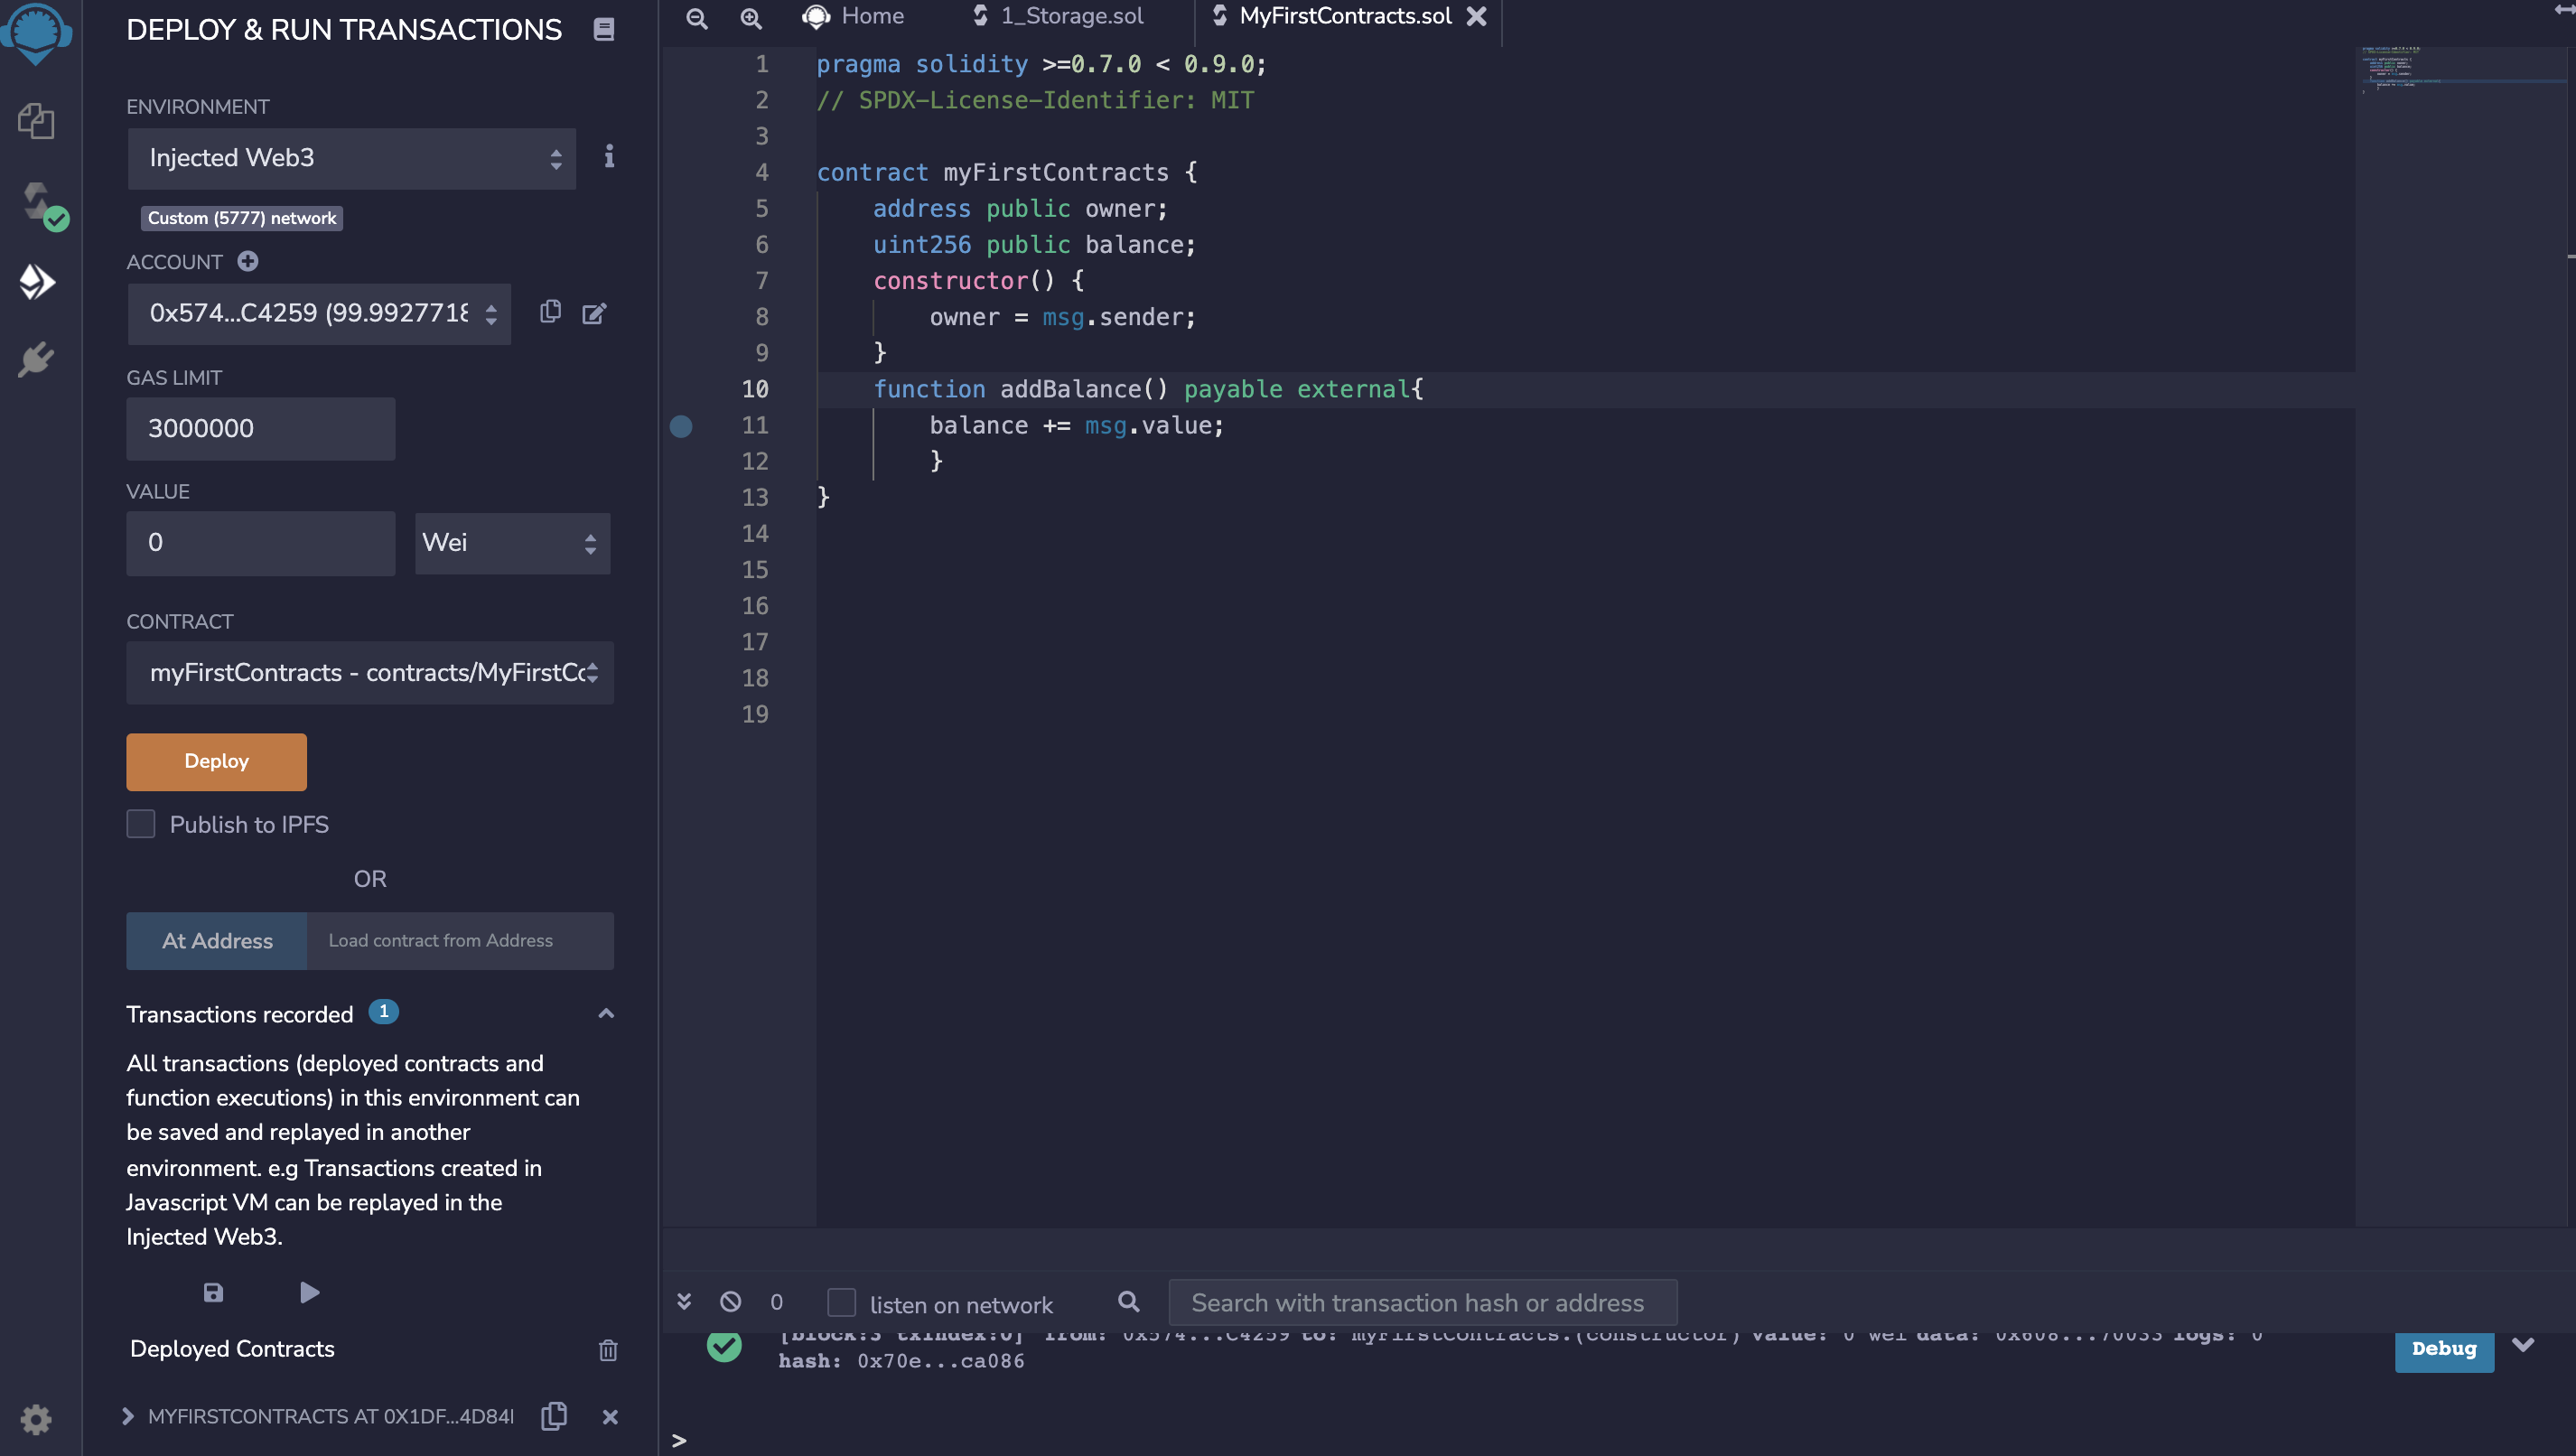 DEPLOY & RUN TRANSACTIONS
ENVIRONMENT
Injected Web3
Custom (5777) network
ACCOUNT
0x574...C4259 (99.9927718
GAS LIMIT
3000000
VALUE
0
Wei
CONTRACT
myFirstContracts - contracts/MyFirstCc
Deploy
Publish to IPFS
OR
At Address
Load contract from Address
Transactions recorded 1
All transactions (deployed contracts and
function executions) in this environment can
be saved and replayed in another
environment. e.g Transactions created in
Javascript VM can be replayed in the
Injected Web3.
Deployed Contracts
MYFIRSTCONTRACTS AT 0X1DF...4D84
Home
1_Storage.sol
MyFirstContracts.sol
1 pragma solidity >=0.7.0 < 0.9.0;
2 // SPDX-License-Identifier: MIT
3
4 contract myFirstContracts {
5 address public owner;
6 uint256 public balance;
7 constructor() {
8 owner = msg.sender;
9 }
10 function addBalance() payable external{
11 balance += msg.value;
12 }
13 }
14
15
16
17
18
19
0
listen on network
Search with transaction hash or address
[block:3 txIndex:0] from: 0x574...C4259 to: myFirstContracts.(constructor) value: 0 wei data: 0x608...70033 logs: 0
hash: 0x70e...ca086
Debug
>